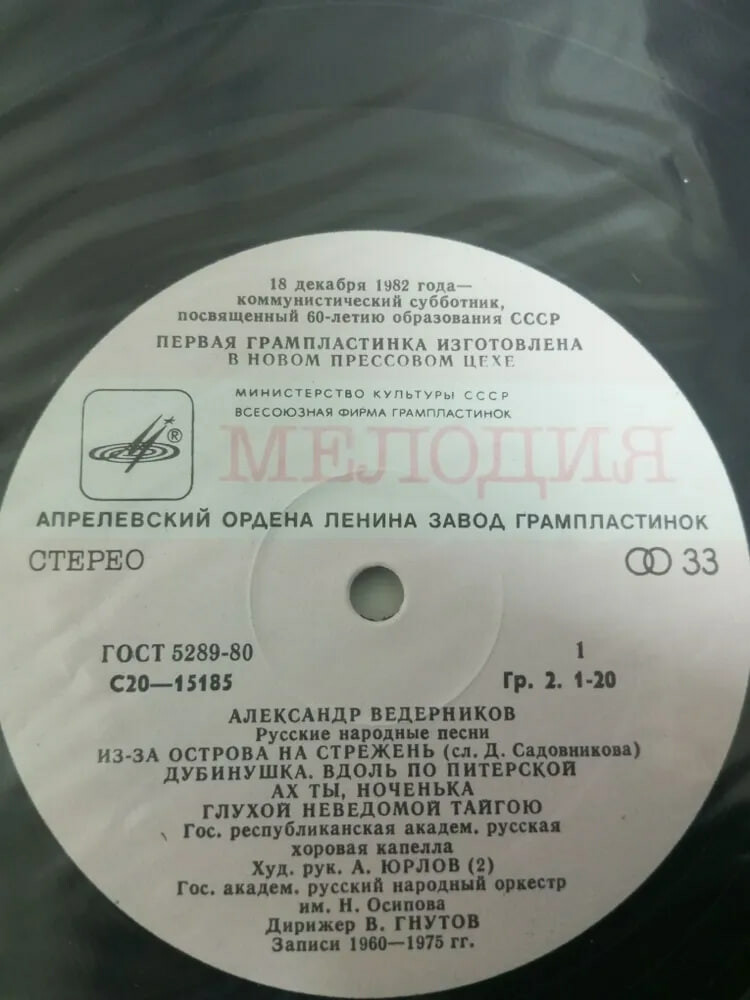 18 декабря 1982 года—
коммунистический субботник,
посвященный 60-летию образования СССР
ПЕРВАЯ ГРАМПЛАСТИНКА ИЗГОТОВЛЕНА
В НОВОМ ПРЕССОВОМ ЦЕХЕ
МИНИСТЕРСТВО КУЛЬТУРЫ СССР
ВСЕСОЮЗНАЯ ФИРМА ГРАМПЛАСТИНОК
®
МЕЛОДИЯ
АПРЕЛЕВСКИЙ ОРДЕНА ЛЕНИНА ЗАВОД ГРАМПЛАСТИНОК
СТЕРЕО 33
ГОСТ 5289-80 1
С20—15185 Гр. 2. 1-20
АЛЕКСАНДР ВЕДЕРНИКОВ
Русские народные песни
ИЗ-ЗА ОСТРОВА НА СТРЕЖЕНЬ (сл. Д. Садовникова)
ДУБИНУШКА. ВДОЛЬ ПО ПИТЕРСКОЙ
АХ ТЫ, НОЧЕНЬКА
ГЛУХОЙ НЕВЕДОМОЙ ТАЙГОЮ
Гос. республиканская академ. русская
хоровая капелла
Худ. рук. А. ЮРЛОВ (2)
Гос. академ. русский народный оркестр
им. Н. Осипова
Дирижер В. ГНУТОВ
Записи 1960—1975 гг.